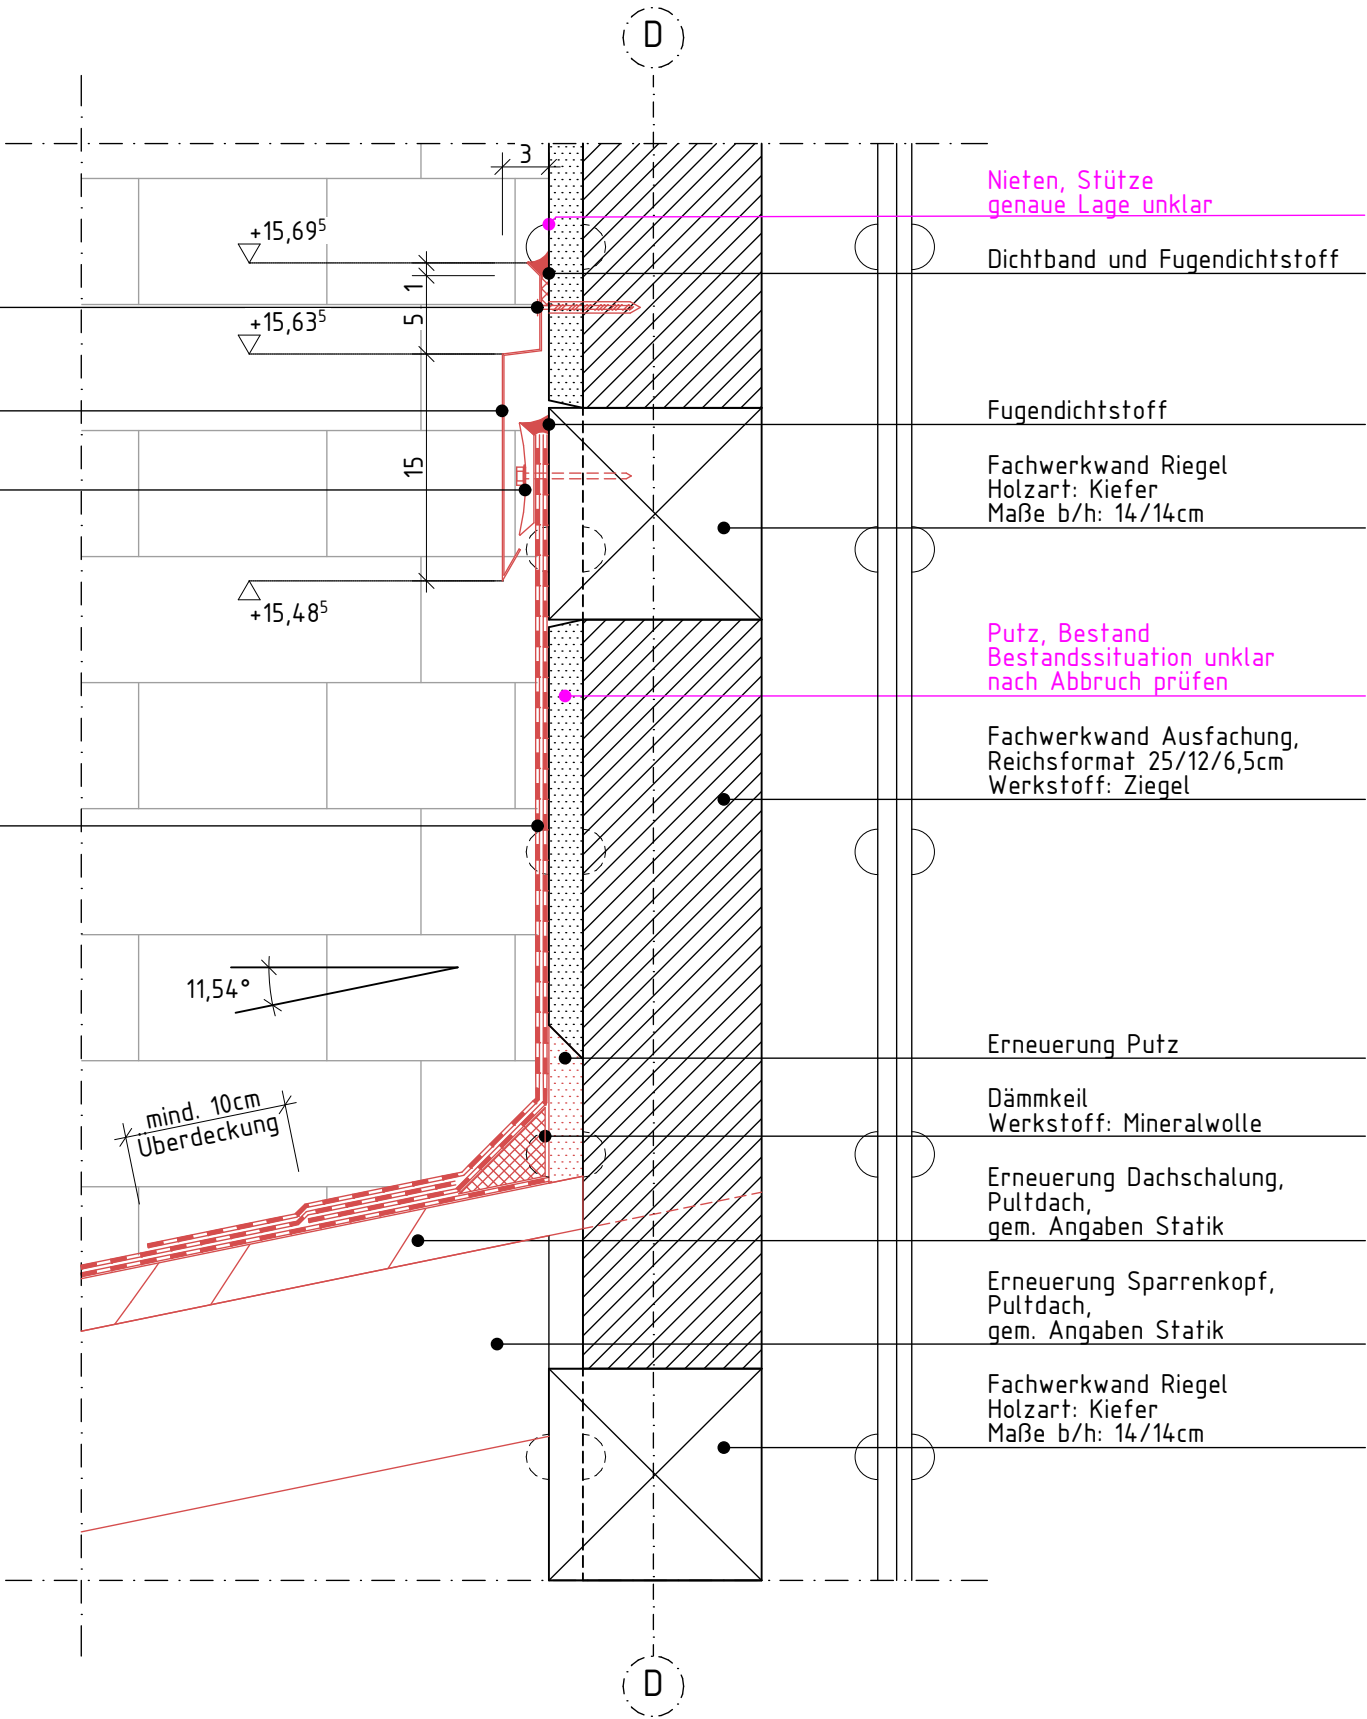 D
3
Nieten, Stütze
genaue Lage unklar
+15,69⁵
Dichtband und Fugendichtstoff
1
+15,63⁵
5
Fugendichtstoff
15
Fachwerkwand Riegel
Holzart: Kiefer
Maße b/h: 14/14cm
+15,48⁵
Putz, Bestand
Bestandssituation unklar
nach Abbruch prüfen
Fachwerkwand Ausfachung,
Reichsformat 25/12/6,5cm
Werkstoff: Ziegel
11,54°
Erneuerung Putz
mind. 10cm
Überdeckung
Dämmkeil
Werkstoff: Mineralwolle
Erneuerung Dachschalung,
Pultdach,
gem. Angaben Statik
Erneuerung Sparrenkopf,
Pultdach,
gem. Angaben Statik
Fachwerkwand Riegel
Holzart: Kiefer
Maße b/h: 14/14cm
D